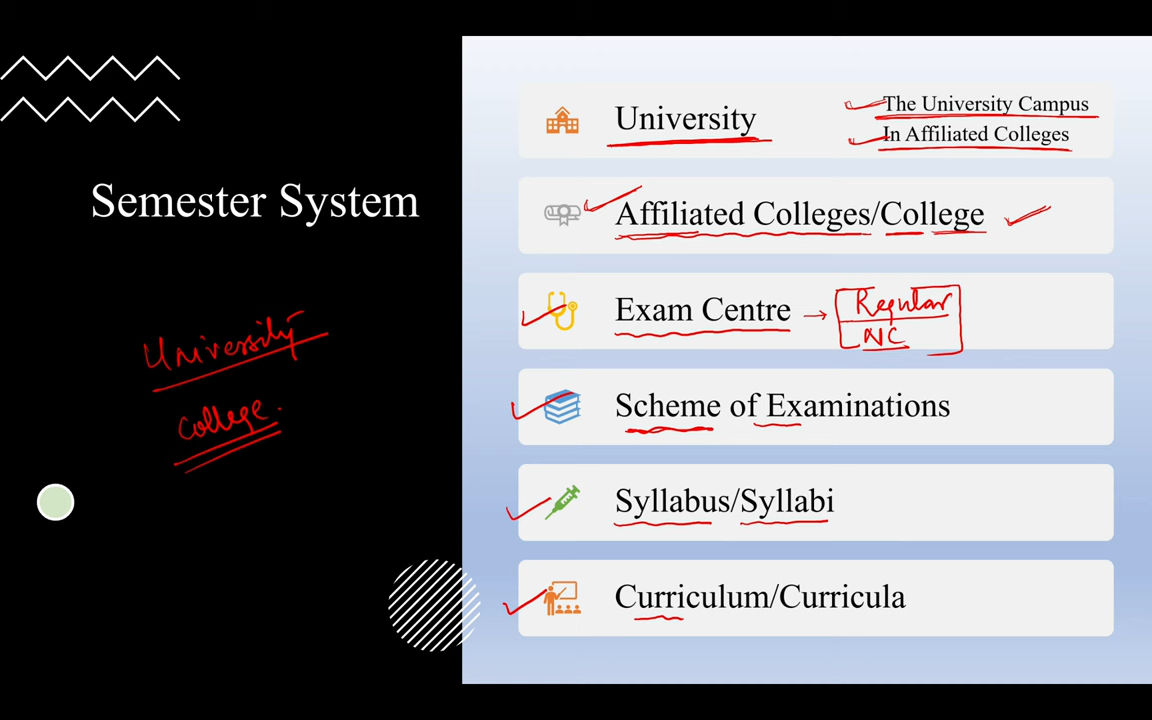 Semester System
University
College.
University
The University Campus
In Affiliated Colleges
Affiliated Colleges/College
Exam Centre → Regular
NC
Scheme of Examinations
Syllabus/Syllabi
Curriculum/Curricula